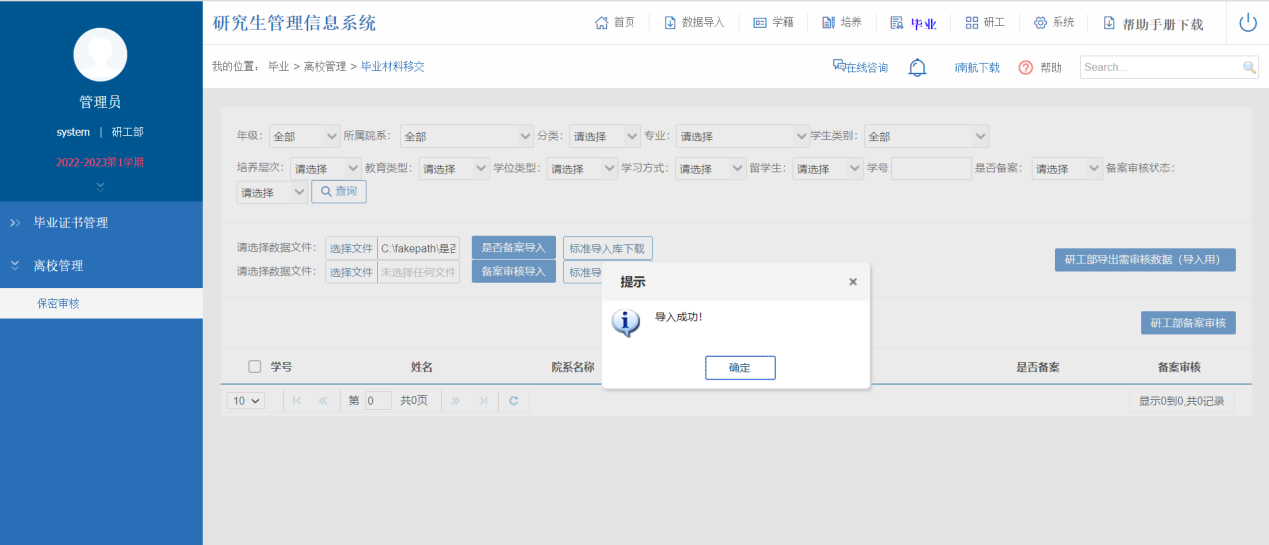 研究生管理信息系统
首页 数据导入 学籍 培养 毕业 研工 系统 帮助手册下载
管理员
system | 研工部
2022-2023第1学期
我的位置: 毕业 > 离校管理 > 毕业材料移交
在线咨询 i南航下载 帮助 Search...
毕业证书管理
离校管理
保密审核
年级: 全部 所属院系: 全部 分类: 请选择 专业: 请选择 学生类别: 全部
培养层次: 请选择 教育类型: 请选择 学位类型: 请选择 学习方式: 请选择 留学生: 请选择 学号 是否备案: 请选择 备案审核状态:
请选择 查询
请选择数据文件: 选择文件 C:\fakepath\是否 是否备案导入 标准导入库下载
请选择数据文件: 选择文件 未选择任何文件 备案审核导入 标准导
研工部导出需审核数据(导入用)
研工部备案审核
提示 ×
导入成功!
确定
学号 姓名 院系名称 是否备案 备案审核
10 第 0 共0页 显示0到0,共0记录